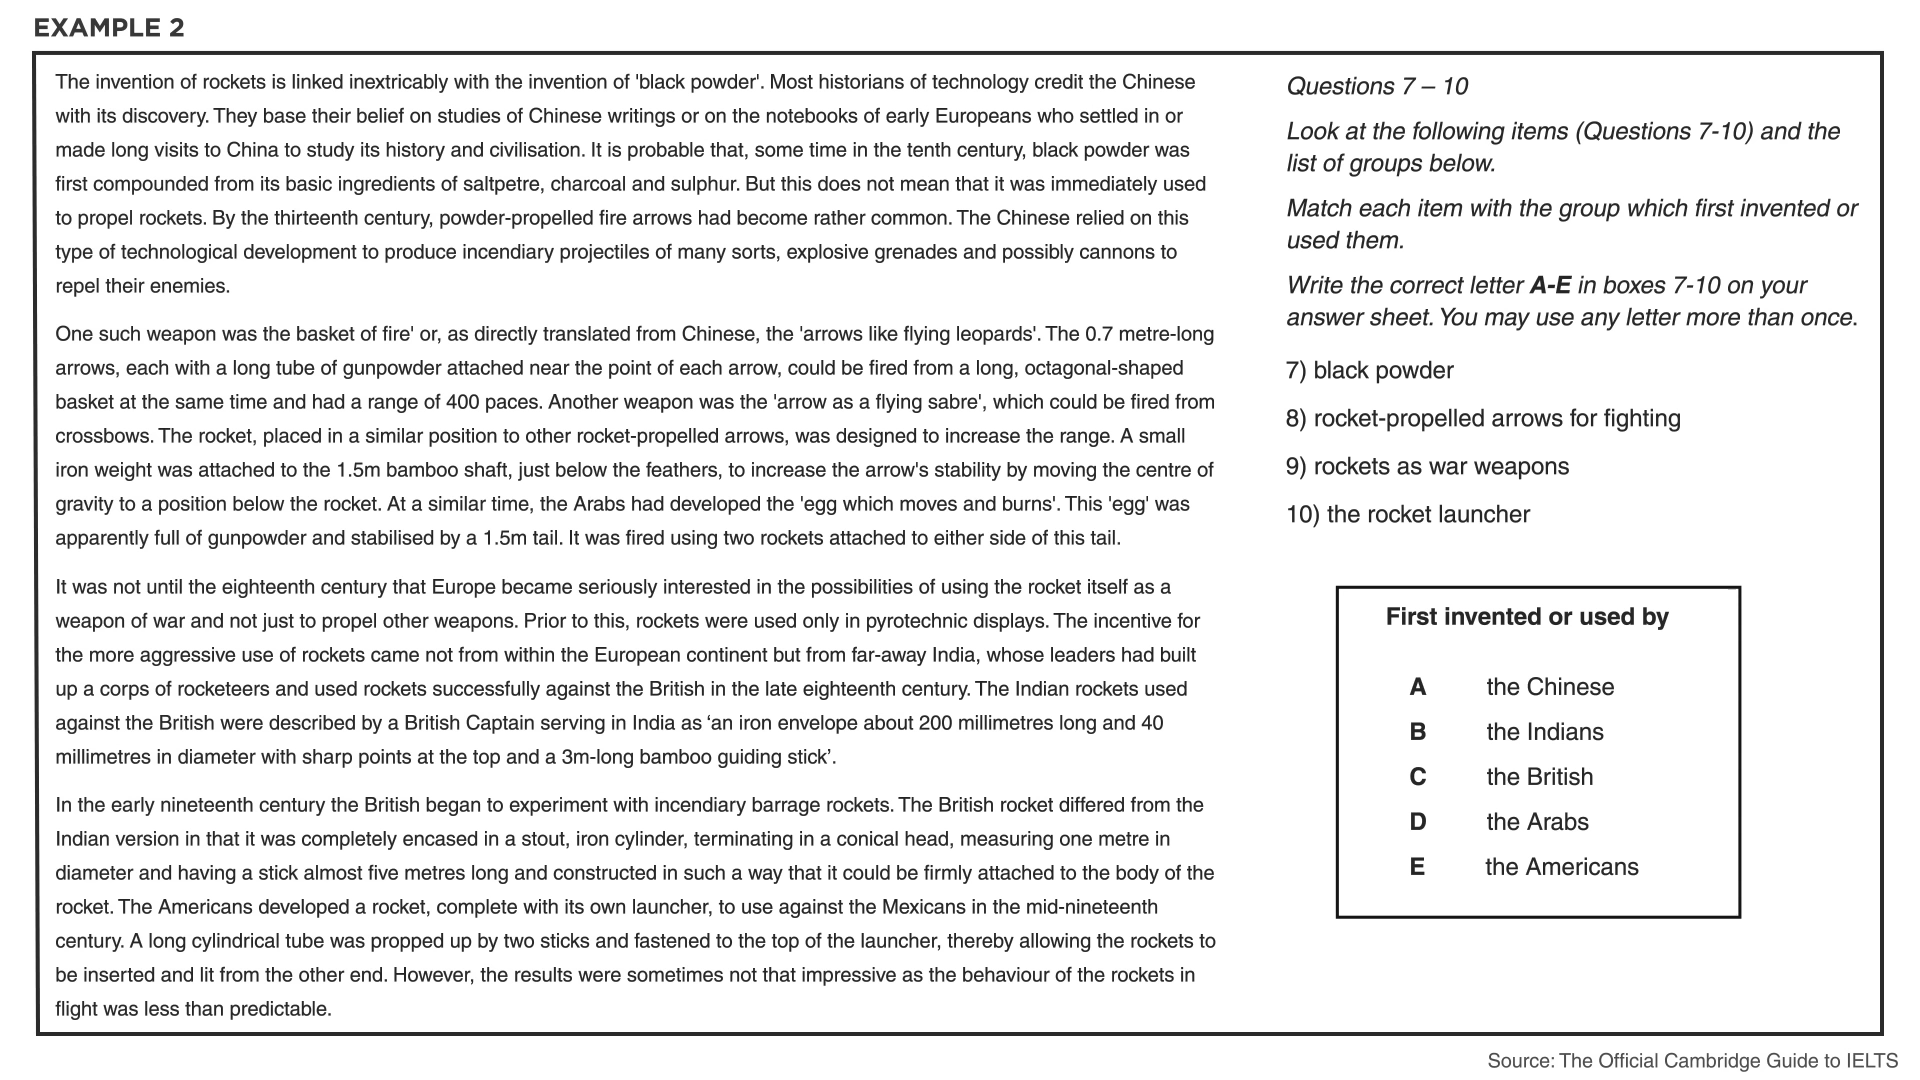 EXAMPLE 2
The invention of rockets is linked inextricably with the invention of 'black powder'. Most historians of technology credit the Chinese
with its discovery. They base their belief on studies of Chinese writings or on the notebooks of early Europeans who settled in or
made long visits to China to study its history and civilisation. It is probable that, some time in the tenth century, black powder was
first compounded from its basic ingredients of saltpetre, charcoal and sulphur. But this does not mean that it was immediately used
to propel rockets. By the thirteenth century, powder-propelled fire arrows had become rather common. The Chinese relied on this
type of technological development to produce incendiary projectiles of many sorts, explosive grenades and possibly cannons to
repel their enemies.
One such weapon was the basket of fire' or, as directly translated from Chinese, the 'arrows like flying leopards'. The 0.7 metre-long
arrows, each with a long tube of gunpowder attached near the point of each arrow, could be fired from a long, octagonal-shaped
basket at the same time and had a range of 400 paces. Another weapon was the 'arrow as a flying sabre', which could be fired from
crossbows. The rocket, placed in a similar position to other rocket-propelled arrows, was designed to increase the range. A small
iron weight was attached to the 1.5m bamboo shaft, just below the feathers, to increase the arrow's stability by moving the centre of
gravity to a position below the rocket. At a similar time, the Arabs had developed the 'egg which moves and burns'. This 'egg' was
apparently full of gunpowder and stabilised by a 1.5m tail. It was fired using two rockets attached to either side of this tail.
It was not until the eighteenth century that Europe became seriously interested in the possibilities of using the rocket itself as a
weapon of war and not just to propel other weapons. Prior to this, rockets were used only in pyrotechnic displays. The incentive for
the more aggressive use of rockets came not from within the European continent but from far-away India, whose leaders had built
up a corps of rocketeers and used rockets successfully against the British in the late eighteenth century. The Indian rockets used
against the British were described by a British Captain serving in India as ‘an iron envelope about 200 millimetres long and 40
millimetres in diameter with sharp points at the top and a 3m-long bamboo guiding stick’.
In the early nineteenth century the British began to experiment with incendiary barrage rockets. The British rocket differed from the
Indian version in that it was completely encased in a stout, iron cylinder, terminating in a conical head, measuring one metre in
diameter and having a stick almost five metres long and constructed in such a way that it could be firmly attached to the body of the
rocket. The Americans developed a rocket, complete with its own launcher, to use against the Mexicans in the mid-nineteenth
century. A long cylindrical tube was propped up by two sticks and fastened to the top of the launcher, thereby allowing the rockets to
be inserted and lit from the other end. However, the results were sometimes not that impressive as the behaviour of the rockets in
flight was less than predictable.
Questions 7 – 10
Look at the following items (Questions 7-10) and the
list of groups below.
Match each item with the group which first invented or
used them.
Write the correct letter A-E in boxes 7-10 on your
answer sheet. You may use any letter more than once.
7) black powder
8) rocket-propelled arrows for fighting
9) rockets as war weapons
10) the rocket launcher
First invented or used by
A the Chinese
B the Indians
C the British
D the Arabs
E the Americans
Source: The Official Cambridge Guide to IELTS